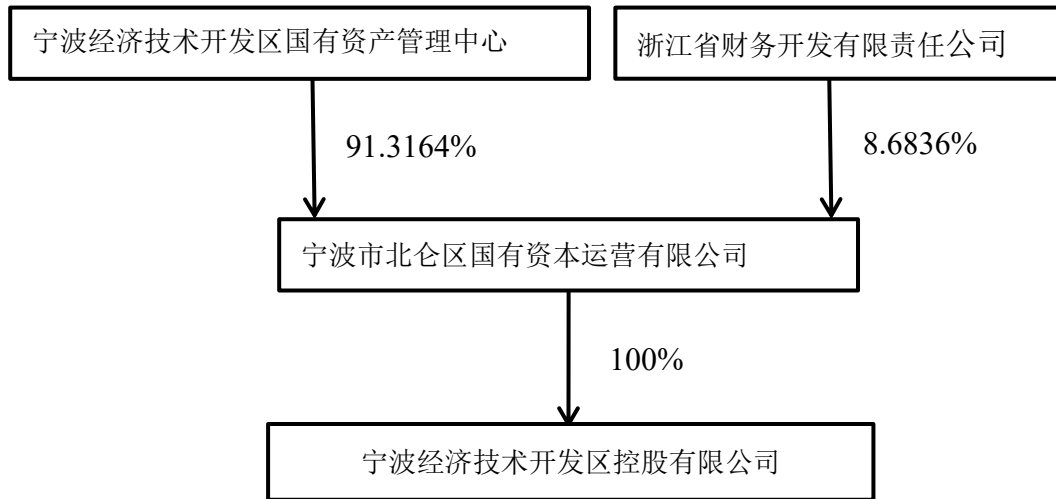 宁波经济技术开发区国有资产管理中心
浙江省财务开发有限责任公司
91.3164%
8.6836%
宁波市北仑区国有资本运营有限公司
100%
宁波经济技术开发区控股有限公司